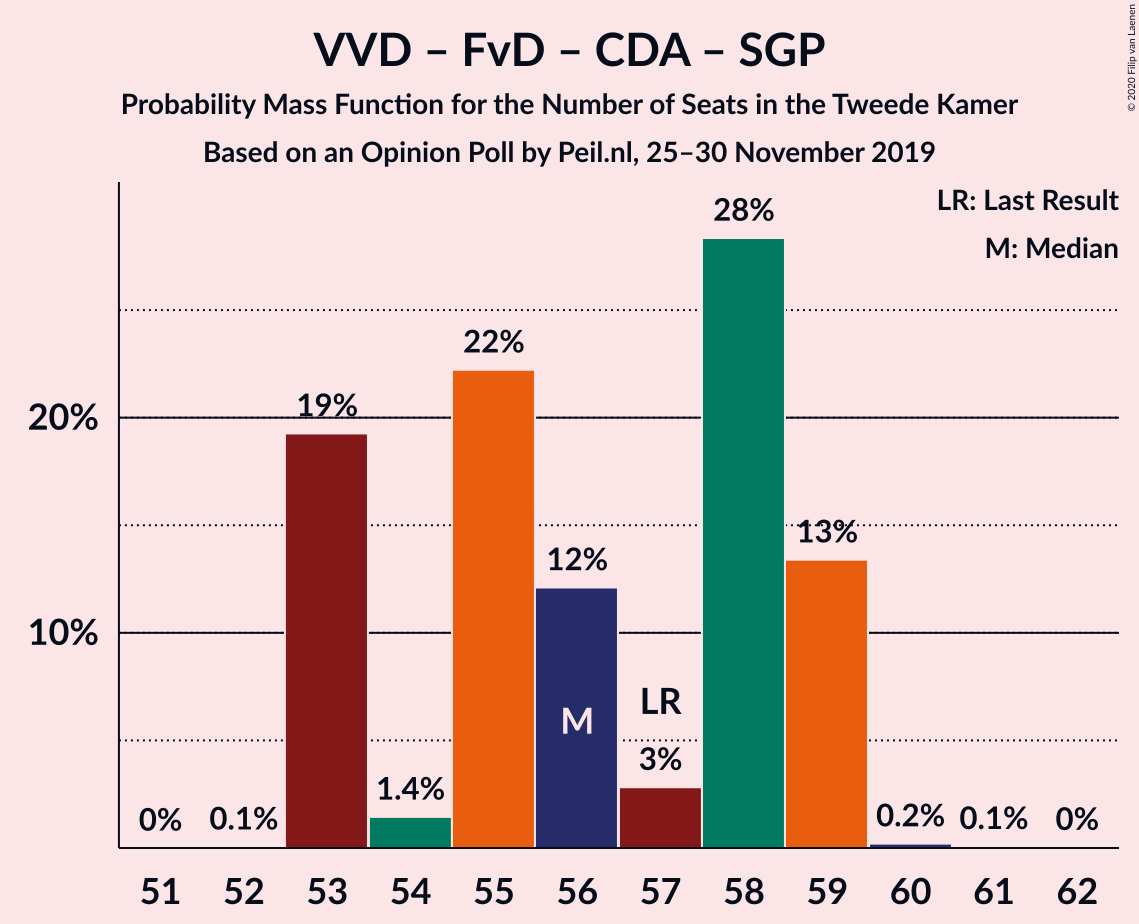 VVD – FvD – CDA – SGP
Probability Mass Function for the Number of Seats in the Tweede Kamer
Based on an Opinion Poll by Peil.nl, 25–30 November 2019
© 2020 Filip van Laenen
LR: Last Result
M: Median
28%
22%
19%
20%
13%
12%
10%
LR
M
3%
1.4%
0%
0.1%
0.2%
0.1%
0%
51 52 53 54 55 56 57 58 59 60 61 62